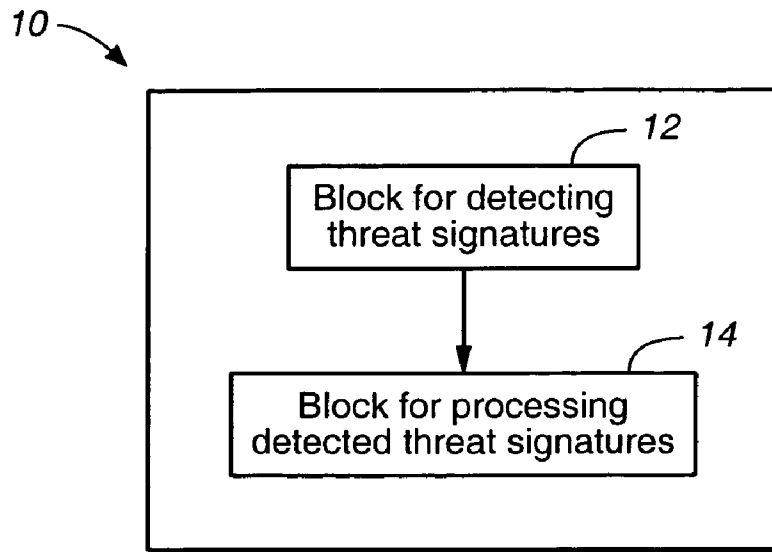 10
12
Block for detecting
threat signatures
14
Block for processing
detected threat signatures